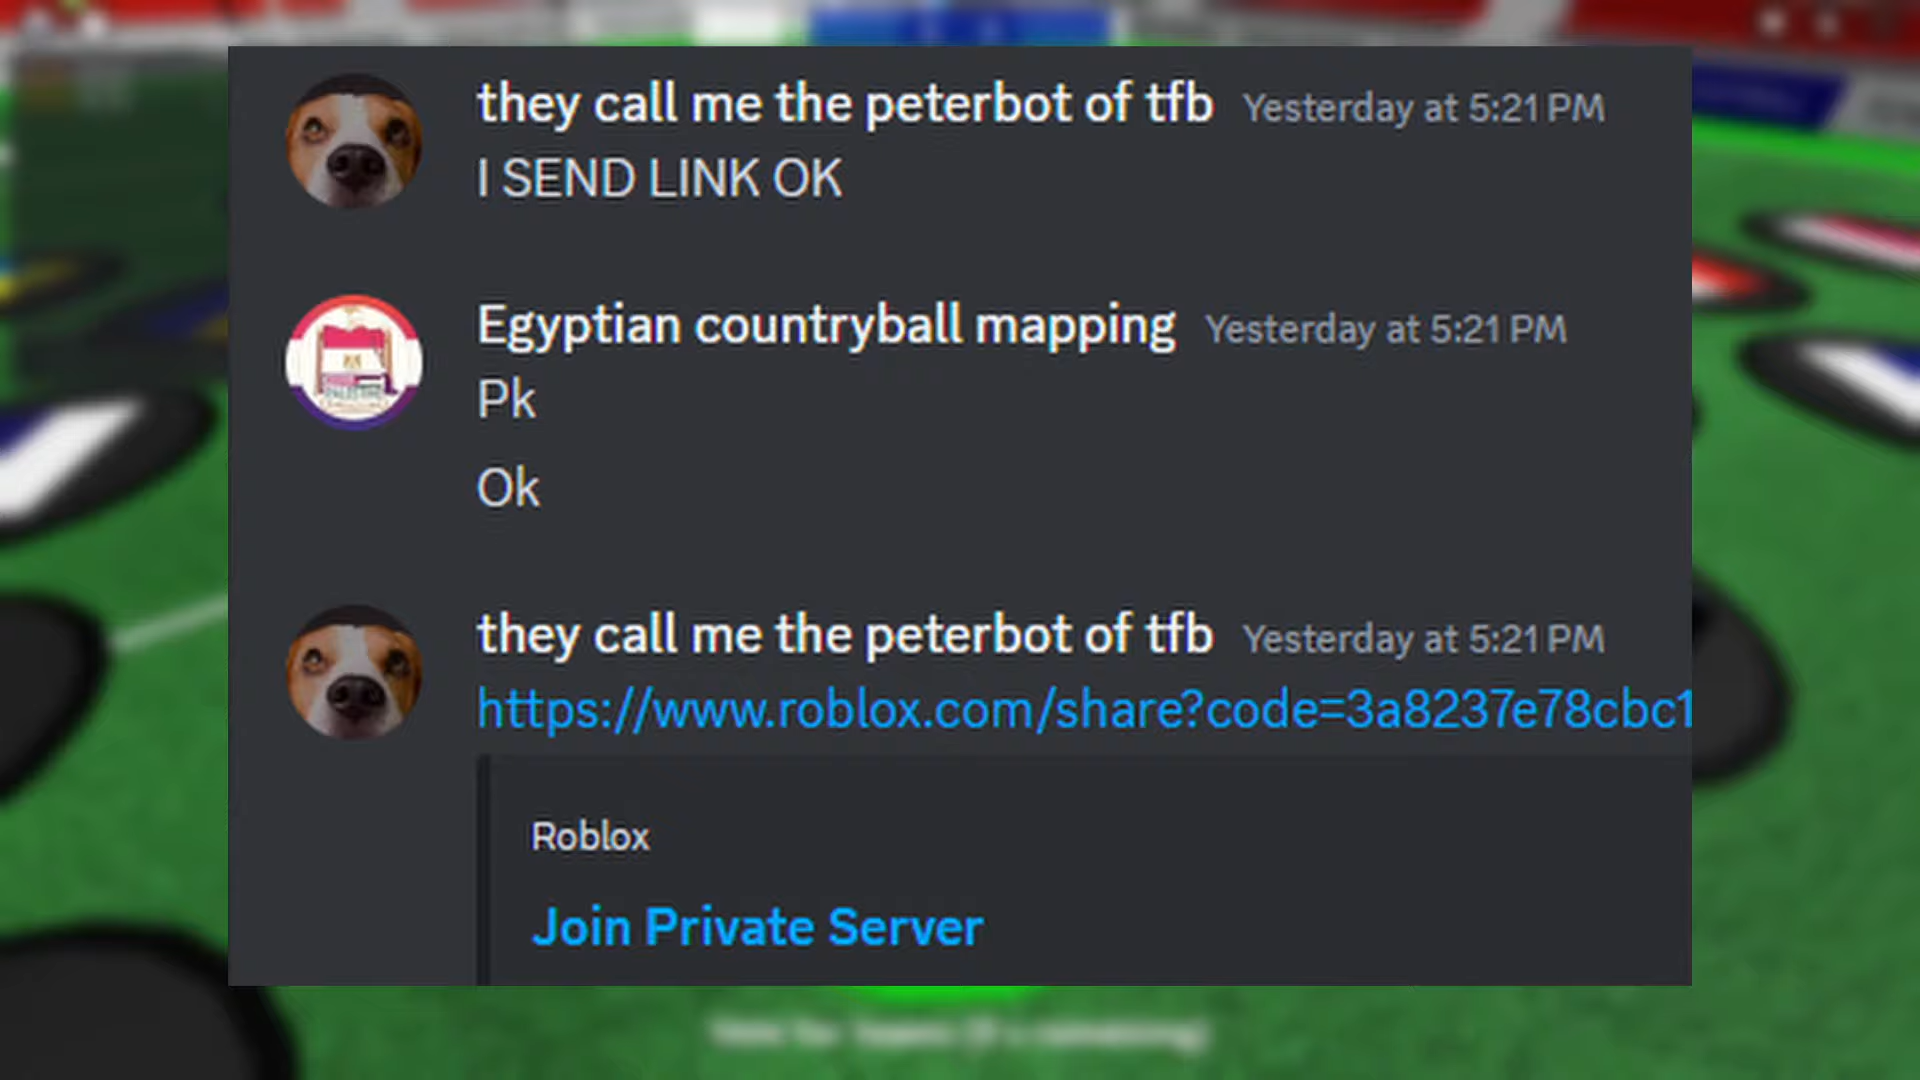 they call me the peterbot of tfb Yesterday at 5:21 PM
I SEND LINK OK
Egyptian countryball mapping Yesterday at 5:21 PM
Pk
Ok
they call me the peterbot of tfb Yesterday at 5:21 PM
https://www.roblox.com/share?code=3a8237e78cbc1
Roblox
Join Private Server